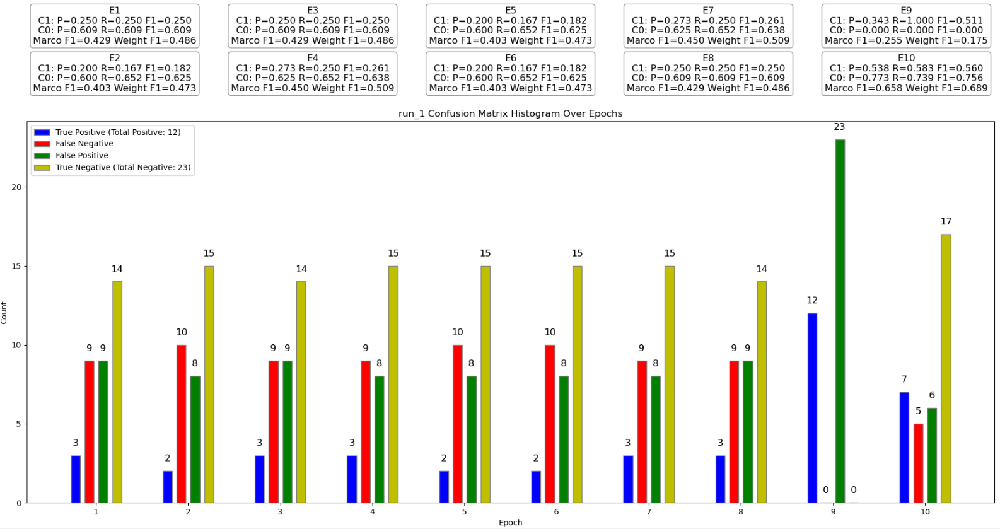 E1
C1: P=0.250 R=0.250 F1=0.250
C0: P=0.609 R=0.609 F1=0.609
Marco F1=0.429 Weight F1=0.486
E3
C1: P=0.250 R=0.250 F1=0.250
C0: P=0.609 R=0.609 F1=0.609
Marco F1=0.429 Weight F1=0.486
E5
C1: P=0.200 R=0.167 F1=0.182
C0: P=0.600 R=0.652 F1=0.625
Marco F1=0.403 Weight F1=0.473
E7
C1: P=0.273 R=0.250 F1=0.261
C0: P=0.625 R=0.652 F1=0.638
Marco F1=0.450 Weight F1=0.509
E9
C1: P=0.343 R=1.000 F1=0.511
C0: P=0.000 R=0.000 F1=0.000
Marco F1=0.255 Weight F1=0.175
E2
C1: P=0.200 R=0.167 F1=0.182
C0: P=0.600 R=0.652 F1=0.625
Marco F1=0.403 Weight F1=0.473
E4
C1: P=0.273 R=0.250 F1=0.261
C0: P=0.625 R=0.652 F1=0.638
Marco F1=0.450 Weight F1=0.509
E6
C1: P=0.200 R=0.167 F1=0.182
C0: P=0.600 R=0.652 F1=0.625
Marco F1=0.403 Weight F1=0.473
E8
C1: P=0.250 R=0.250 F1=0.250
C0: P=0.609 R=0.609 F1=0.609
Marco F1=0.429 Weight F1=0.486
E10
C1: P=0.538 R=0.583 F1=0.560
C0: P=0.773 R=0.739 F1=0.756
Marco F1=0.658 Weight F1=0.689
run_1 Confusion Matrix Histogram Over Epochs
True Positive (Total Positive: 12)
False Negative
False Positive
True Negative (Total Negative: 23)
Count
20
15
10
5
0
3 9 9 14
2 10 8 15
3 9 9 14
3 9 8 15
2 10 8 15
2 10 8 15
3 9 8 15
3 9 9 14
12 0 23 0
7 5 6 17
1 2 3 4 5 6 7 8 9 10
Epoch